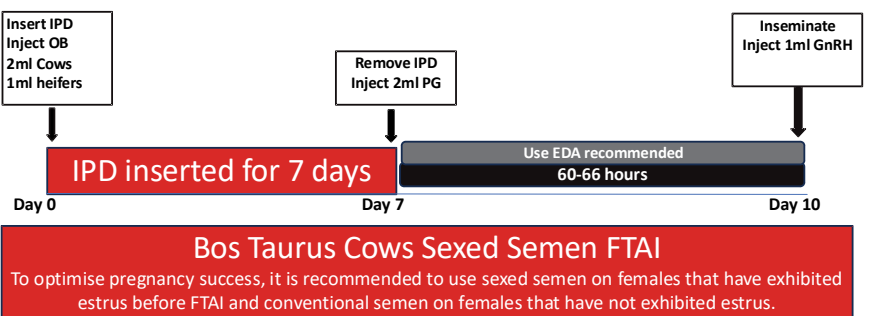 Insert IPD
Inject OB
2ml Cows
1ml heifers
Remove IPD
Inject 2ml PG
Inseminate
Inject 1ml GnRH
IPD inserted for 7 days
Use EDA recommended
60-66 hours
Day 0
Day 7
Day 10
Bos Taurus Cows Sexed Semen FTAI
To optimise pregnancy success, it is recommended to use sexed semen on females that have exhibited
estrus before FTAI and conventional semen on females that have not exhibited estrus.